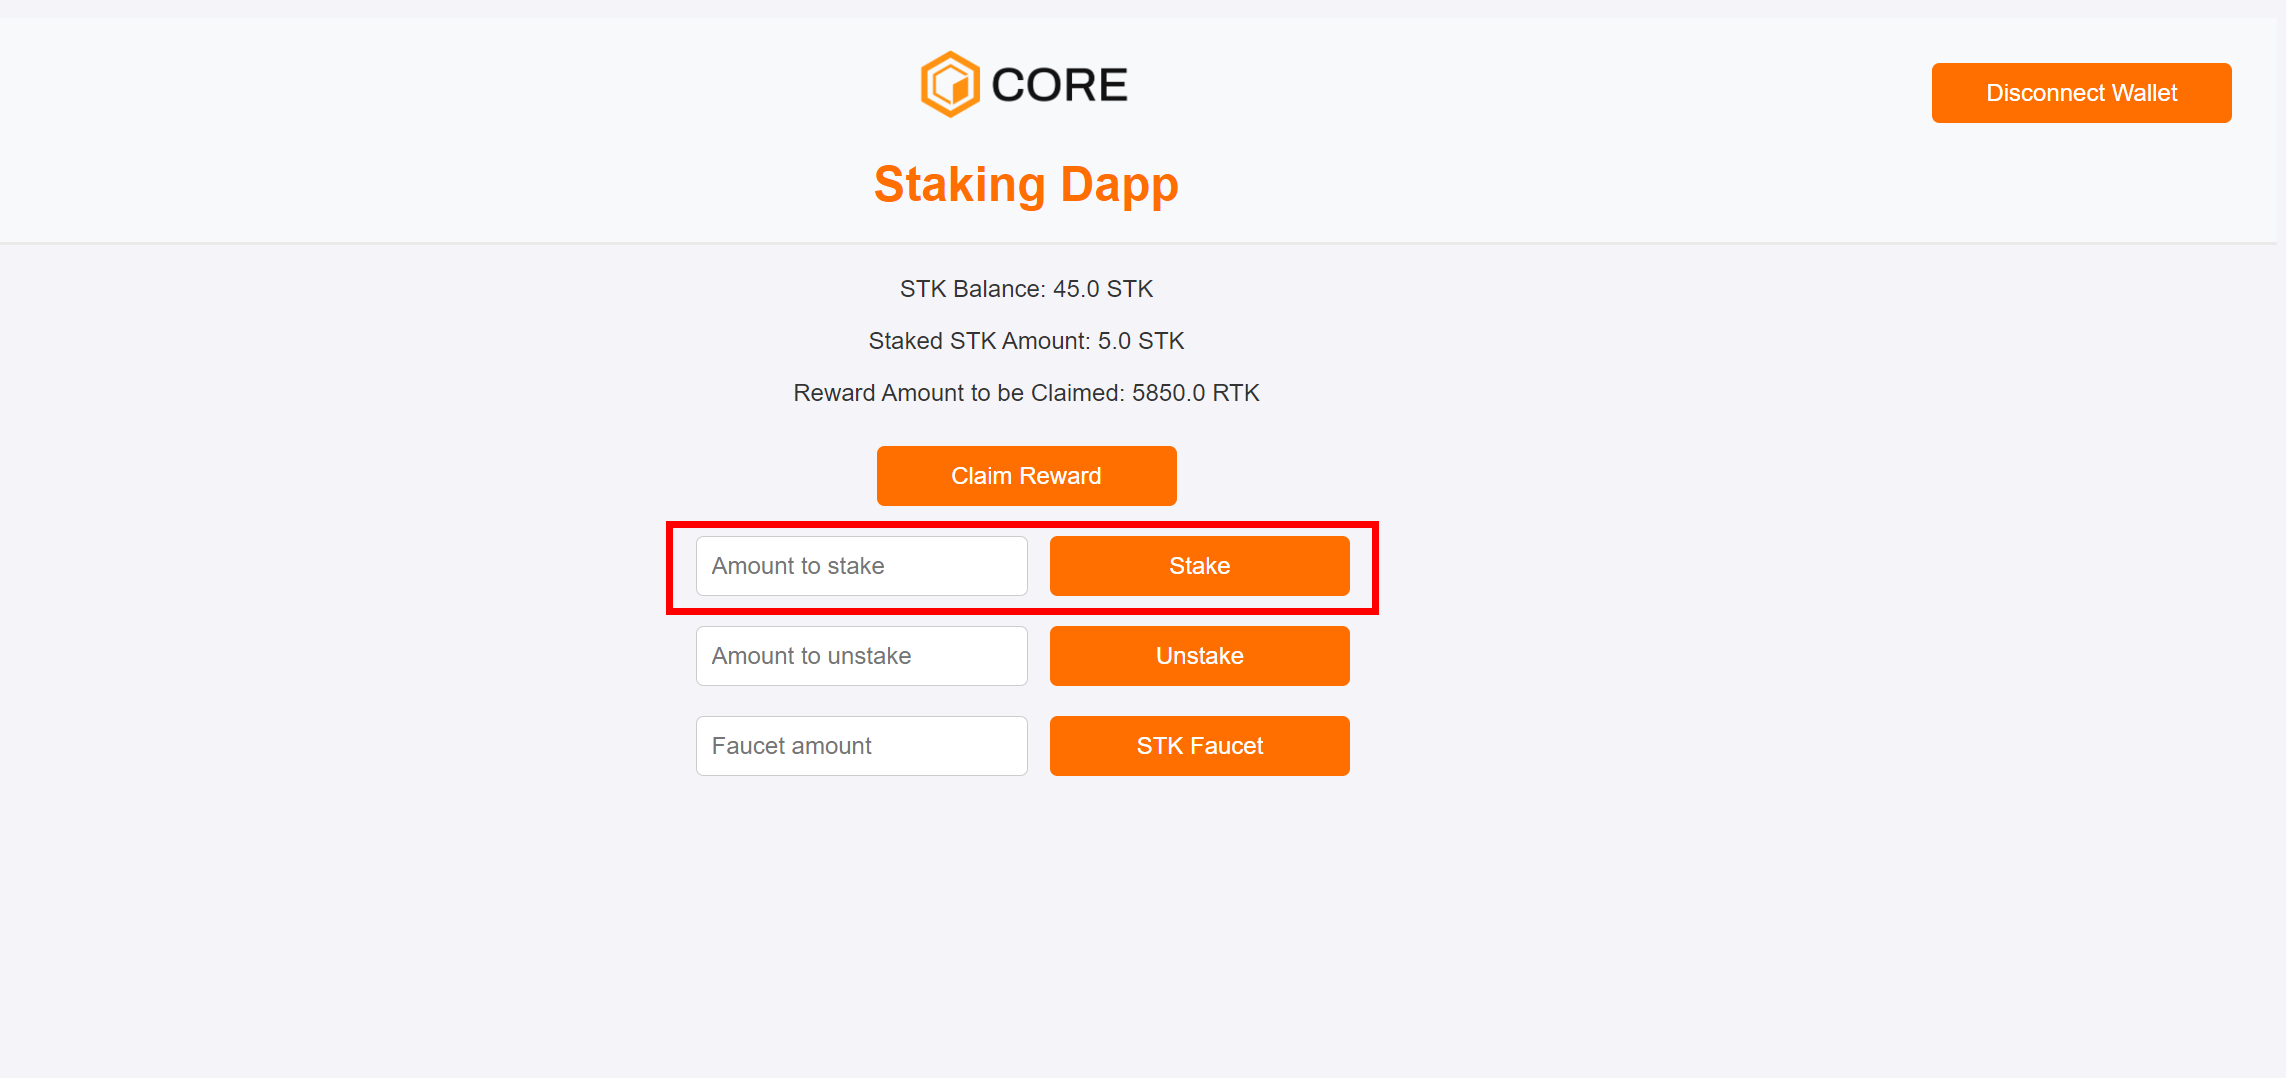 CORE
Disconnect Wallet
Staking Dapp
STK Balance: 45.0 STK
Staked STK Amount: 5.0 STK
Reward Amount to be Claimed: 5850.0 RTK
Claim Reward
Amount to stake Stake
Amount to unstake Unstake
Faucet amount STK Faucet